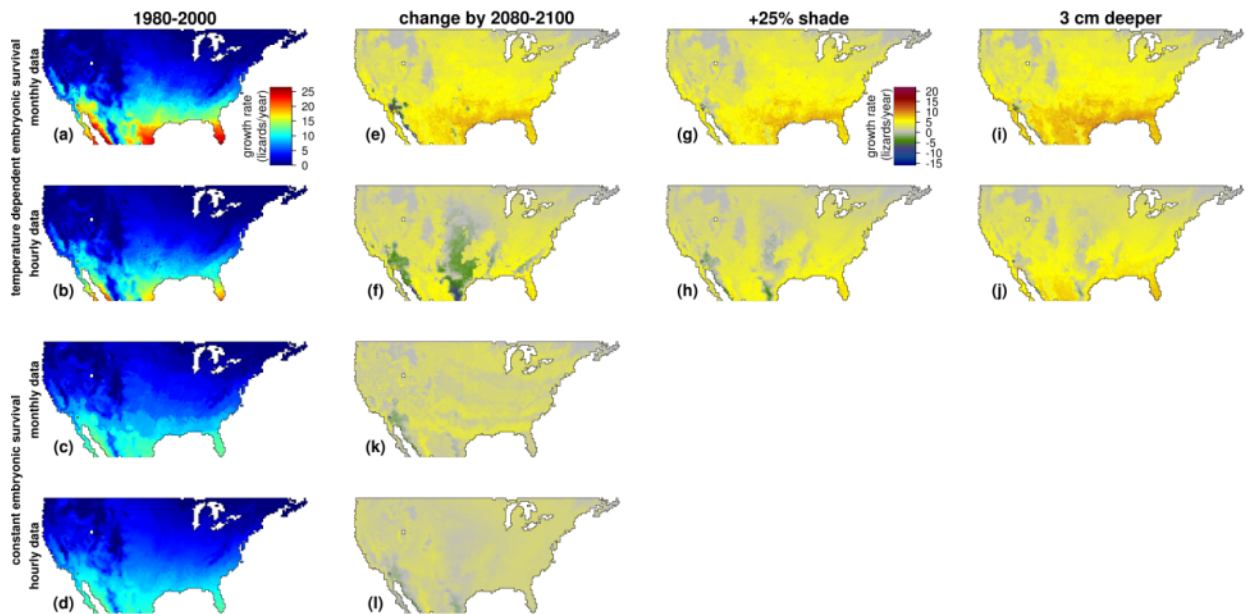 1980-2000
change by 2080-2100
+25% shade
3 cm deeper
temperature dependent embryonic survival
monthly data
(a)
25
20
15
10
5
0
growth rate
(lizards/year)
(e)
(g)
20
15
10
5
0
-5
-10
-15
growth rate
(lizards/year)
(i)
hourly data
(b)
(f)
(h)
(j)
constant embryonic survival
monthly data
(c)
(k)
hourly data
(d)
(l)